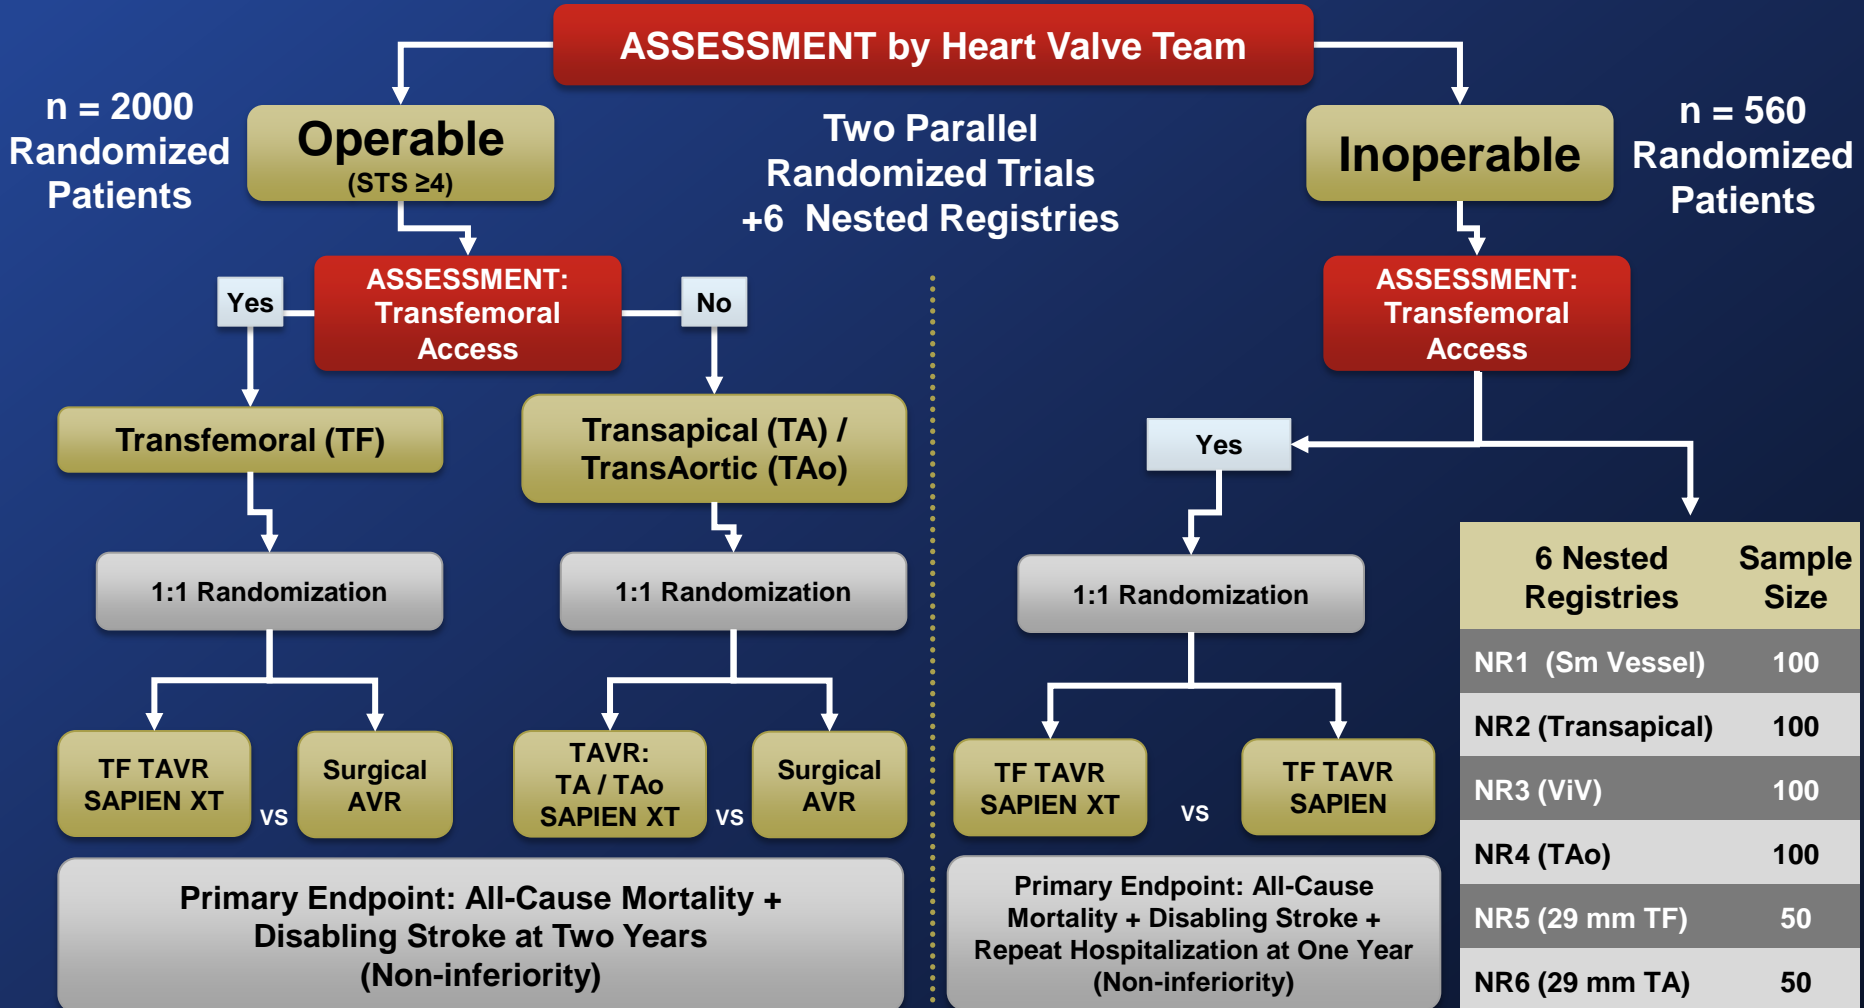 ASSESSMENT by Heart Valve Team
n = 2000
Randomized
Patients
Operable
(STS ≥4)
Two Parallel
Randomized Trials
+6 Nested Registries
Inoperable
n = 560
Randomized
Patients
Yes
ASSESSMENT:
Transfemoral
Access
No
ASSESSMENT:
Transfemoral
Access
Transfemoral (TF)
Transapical (TA) /
TransAortic (TAo)
Yes
1:1 Randomization
1:1 Randomization
1:1 Randomization
TF TAVR
SAPIEN XT
VS
Surgical
AVR
TAVR:
TA / TAo
SAPIEN XT
VS
Surgical
AVR
TF TAVR
SAPIEN XT
VS
TF TAVR
SAPIEN
Primary Endpoint: All-Cause Mortality +
Disabling Stroke at Two Years
(Non-inferiority)
Primary Endpoint: All-Cause
Mortality + Disabling Stroke +
Repeat Hospitalization at One Year
(Non-inferiority)
6 Nested Registries Sample Size
NR1 (Sm Vessel) 100
NR2 (Transapical) 100
NR3 (ViV) 100
NR4 (TAo) 100
NR5 (29 mm TF) 50
NR6 (29 mm TA) 50